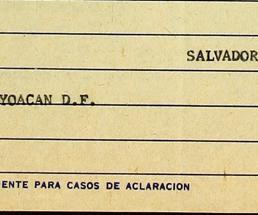 SALVADOR
YOACAN D.F.
ENTE PARA CASOS DE ACLARACION